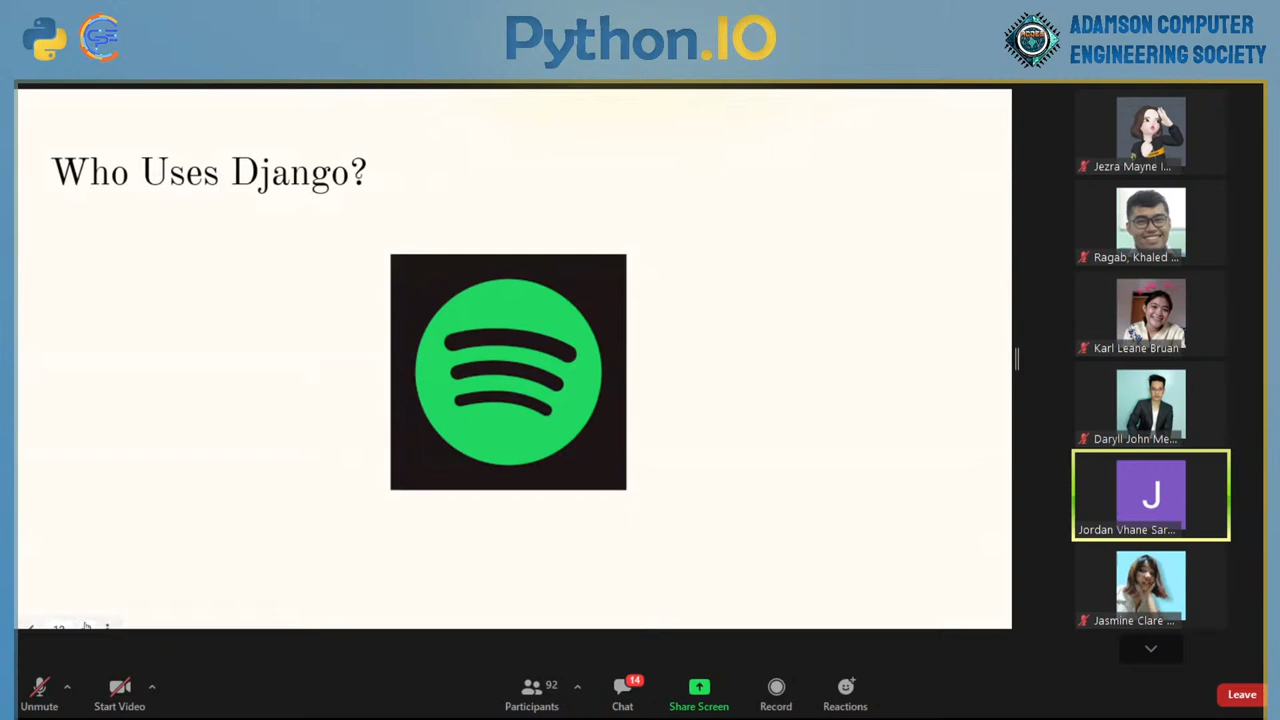 Python.IO
ADAMSON COMPUTER
ENGINEERING SOCIETY
Who Uses Django?
Jezra Mayne I...
Ragab, Khaled ...
Karl Leane Bruan
Daryll John Me...
J
Jordan Vhane Sar...
Jasmine Clare ...
Unmute
Start Video
92
Participants
14
Chat
Share Screen
Record
Reactions
Leave